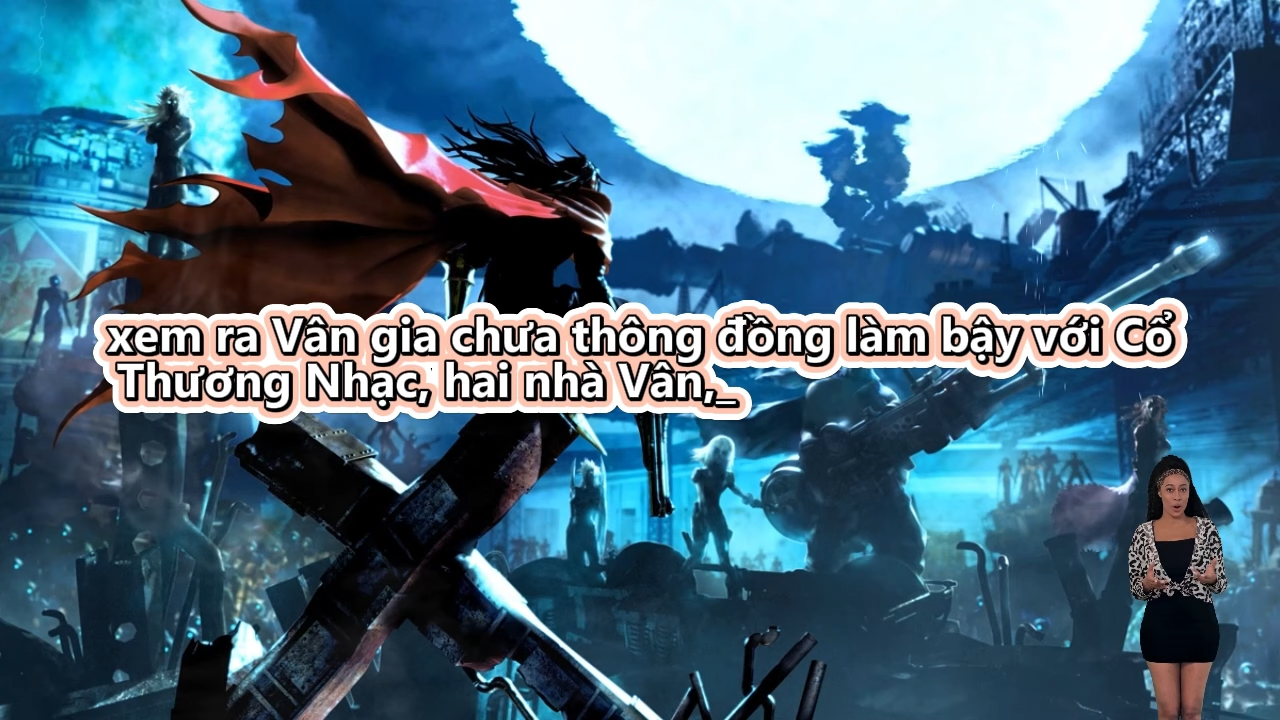 xem ra Vân gia chưa thông đồng làm bậy với Cổ
Thương Nhạc, hai nhà Vân,_